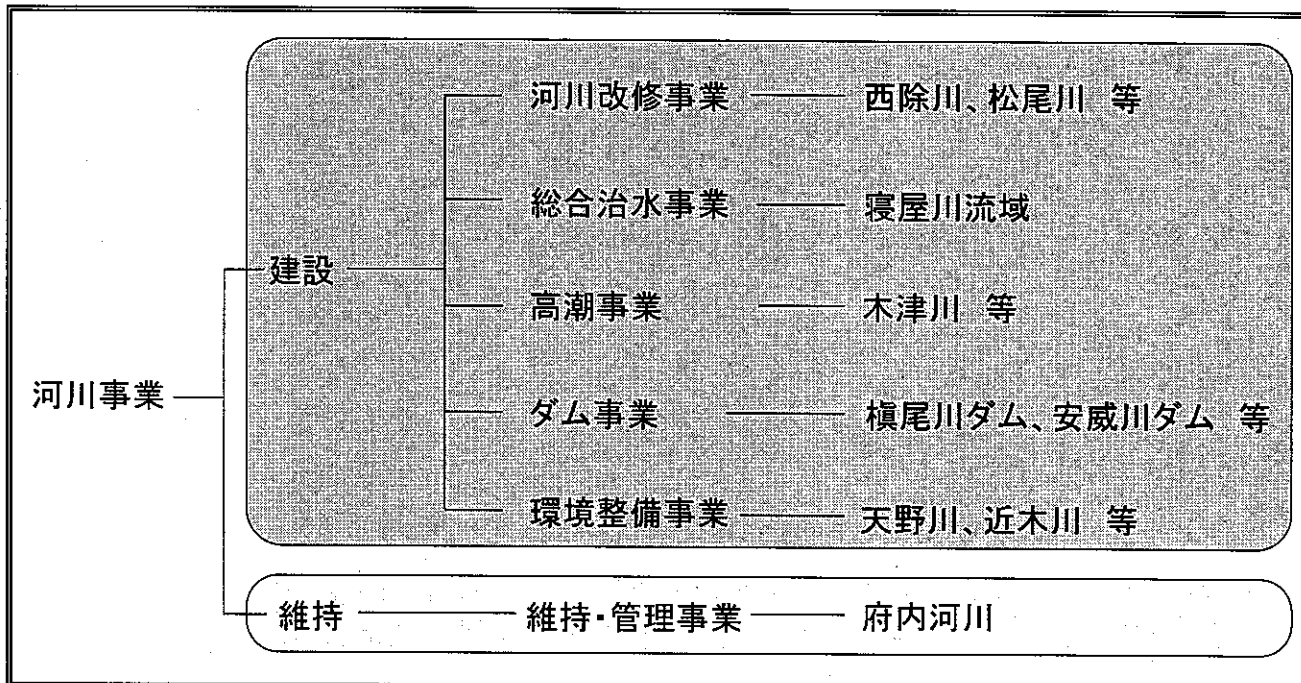 河川改修事業 西除川、松尾川 等
総合治水事業 寝屋川流域
建設
高潮事業 木津川 等
河川事業
ダム事業 槇尾川ダム、安威川ダム 等
環境整備事業 天野川、近木川 等
維持 維持・管理事業 府内河川